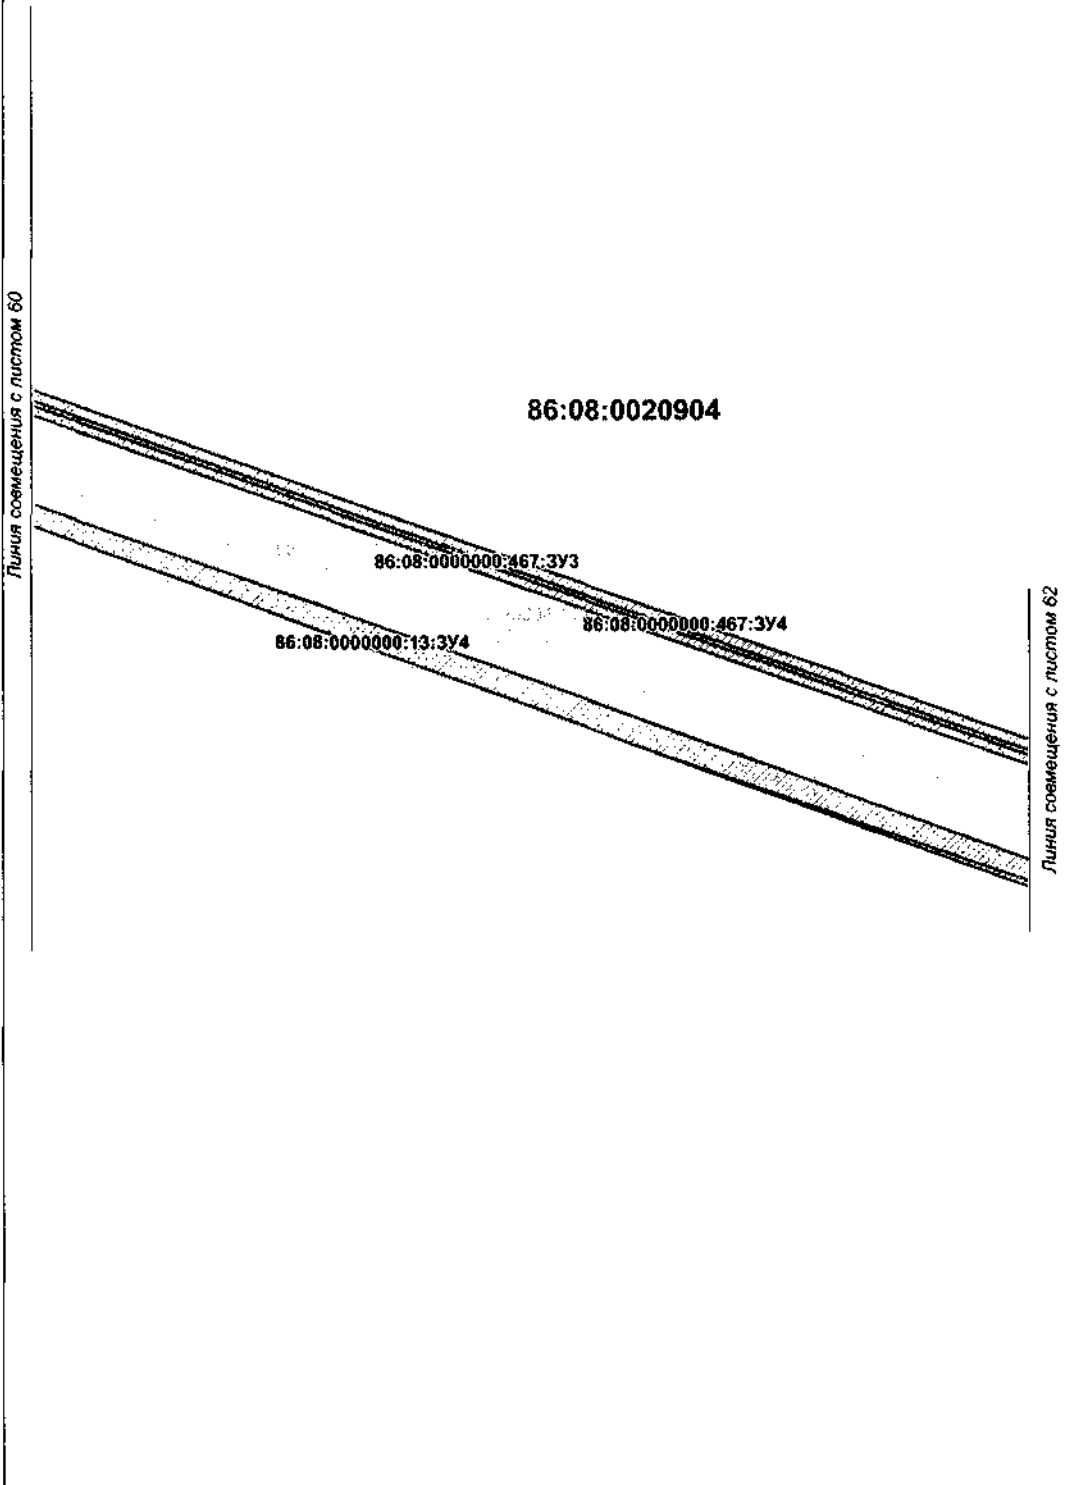 Линия совмещения с листом 60
86:08:0020904
86:08:0000000:467:ЗУ3
86:08:0000000:467:ЗУ4
86:08:0000000:13:ЗУ4
Линия совмещения с листом 62